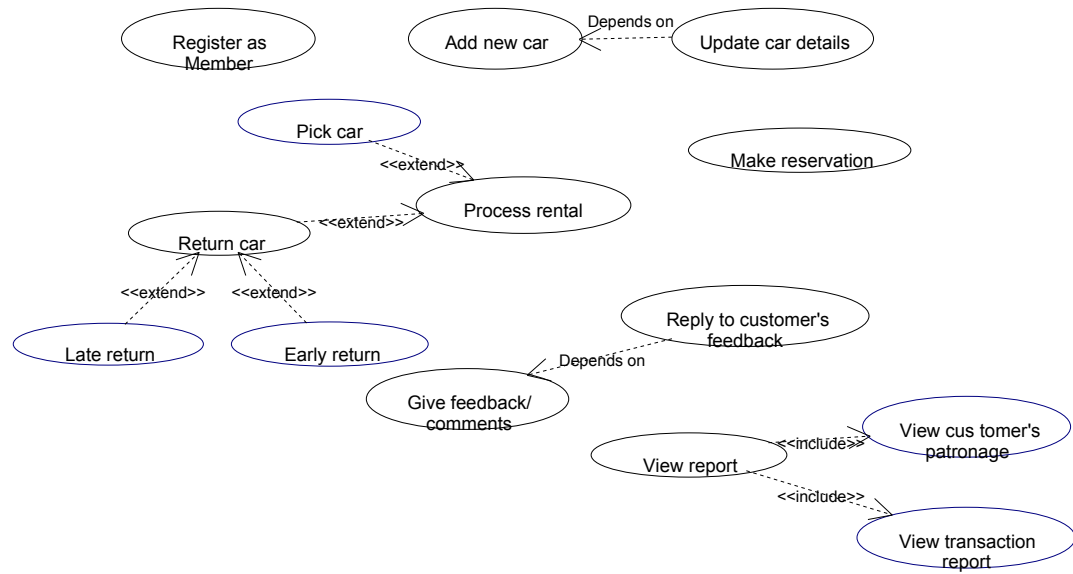 Depends on
Register as
Member
Add new car
Update car details
Pick car
<<extend>>
Make reservation
Process rental
<<extend>>
Return car
<<extend>>
<<extend>>
Late return
Early return
Reply to customer's
feedback
Depends on
Give feedback/
comments
View cus tomer's
patronage
<<include>>
View report
<<include>>
View transaction
report